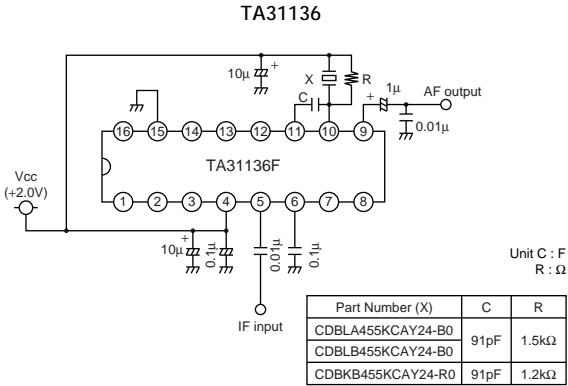 TA31136
10µ
+
X
R
C
+
1µ
AF output
0.01µ
16 15 14 13 12 11 10 9
TA31136F
Vcc
(+2.0V)
1 2 3 4 5 6 7 8
10µ
+
0.1µ
0.01µ
0.1µ
IF input
Unit C : F
R : Ω
Part Number (X) C R
CDBLA455KCAY24-B0 91pF 1.5kΩ
CDBLB455KCAY24-B0
CDBKB455KCAY24-R0 91pF 1.2kΩ